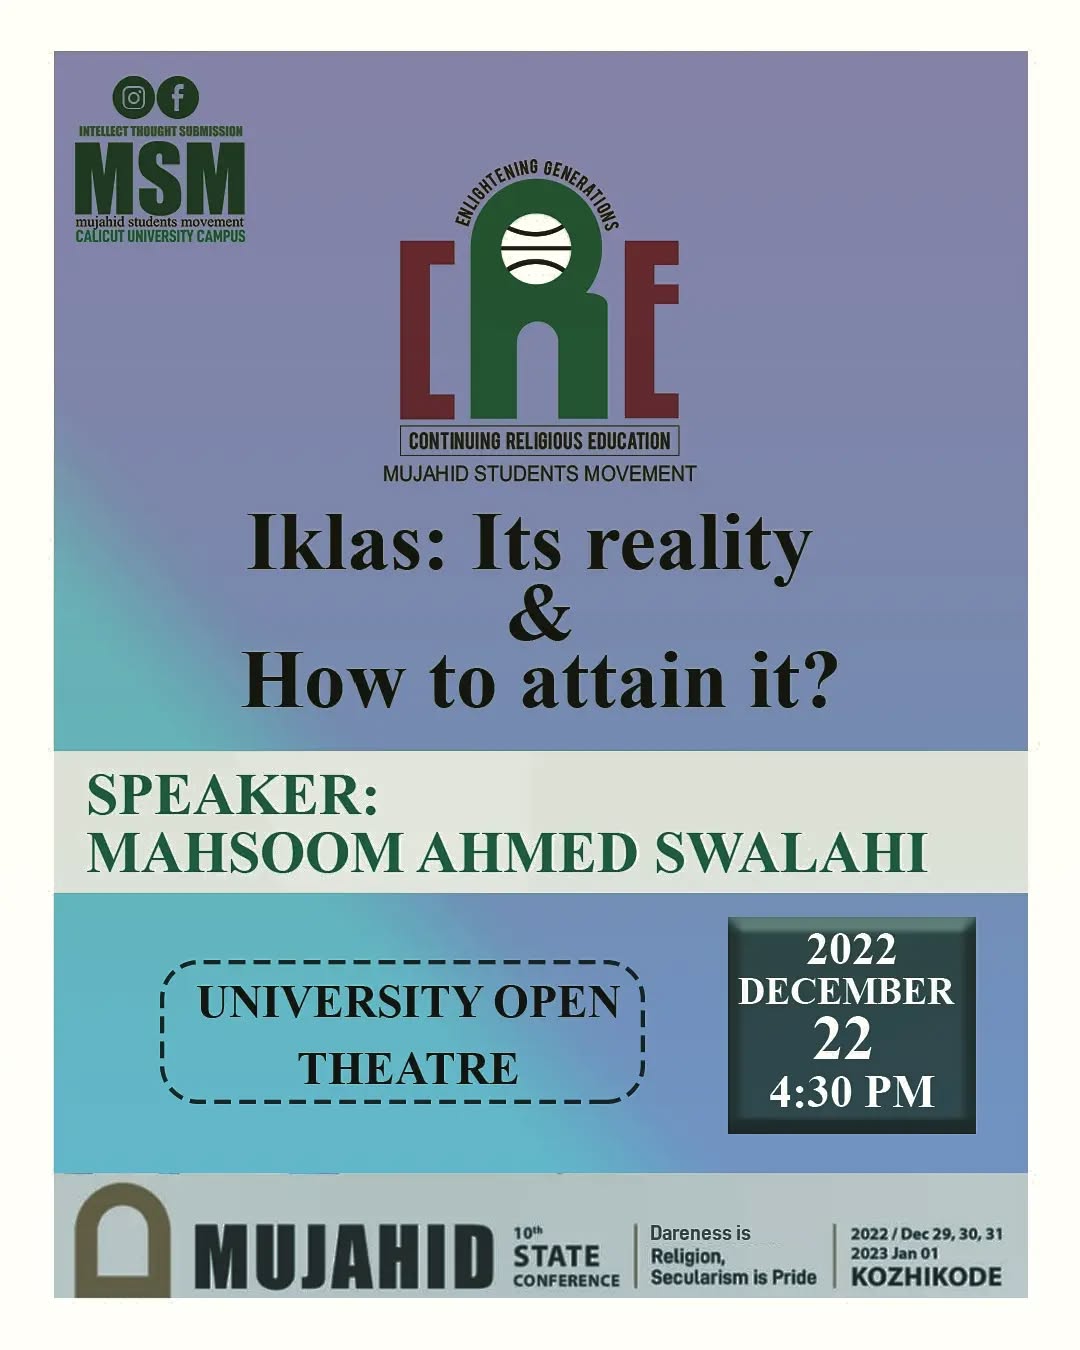 INTELLECT THOUGHT SUBMISSION
MSM
mujahid students movement
CALICUT UNIVERSITY CAMPUS
ENLIGHTENING GENERATIONS
CRE
CONTINUING RELIGIOUS EDUCATION
MUJAHID STUDENTS MOVEMENT
Iklas: Its reality
&
How to attain it?
SPEAKER:
MAHSOOM AHMED SWALAHI
UNIVERSITY OPEN
THEATRE
2022
DECEMBER
22
4:30 PM
MUJAHID
10th
STATE
CONFERENCE
Dareness is
Religion,
Secularism is Pride
2022 / Dec 29, 30, 31
2023 Jan 01
KOZHIKODE